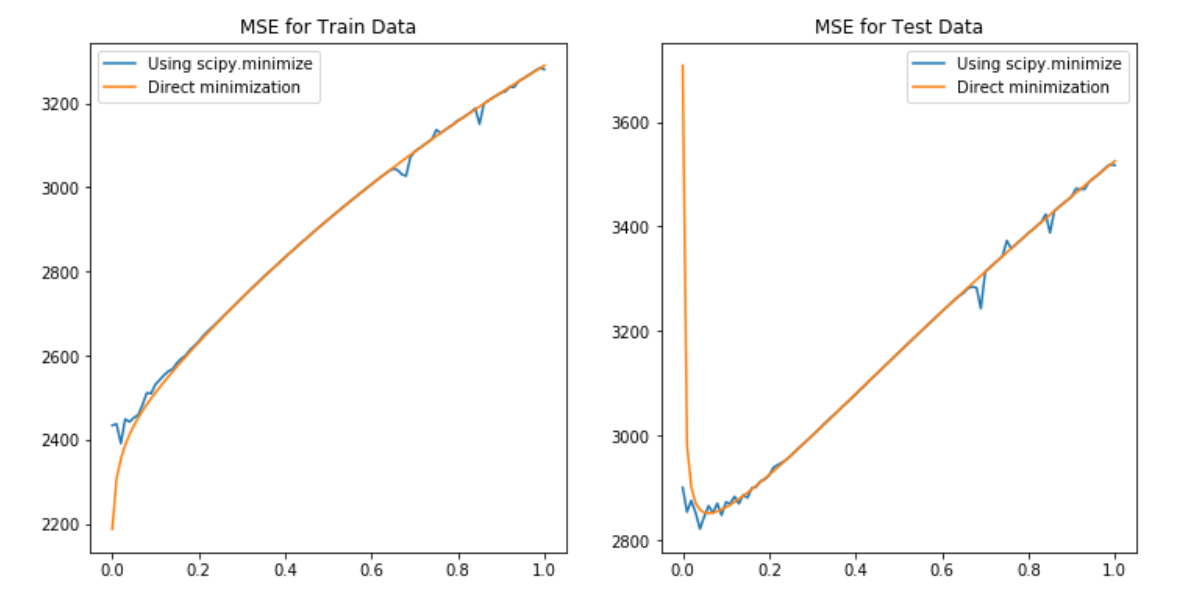 MSE for Train Data
Using scipy.minimize
Direct minimization
3200
3000
2800
2600
2400
2200
0.0 0.2 0.4 0.6 0.8 1.0
MSE for Test Data
Using scipy.minimize
Direct minimization
3600
3400
3200
3000
2800
0.0 0.2 0.4 0.6 0.8 1.0